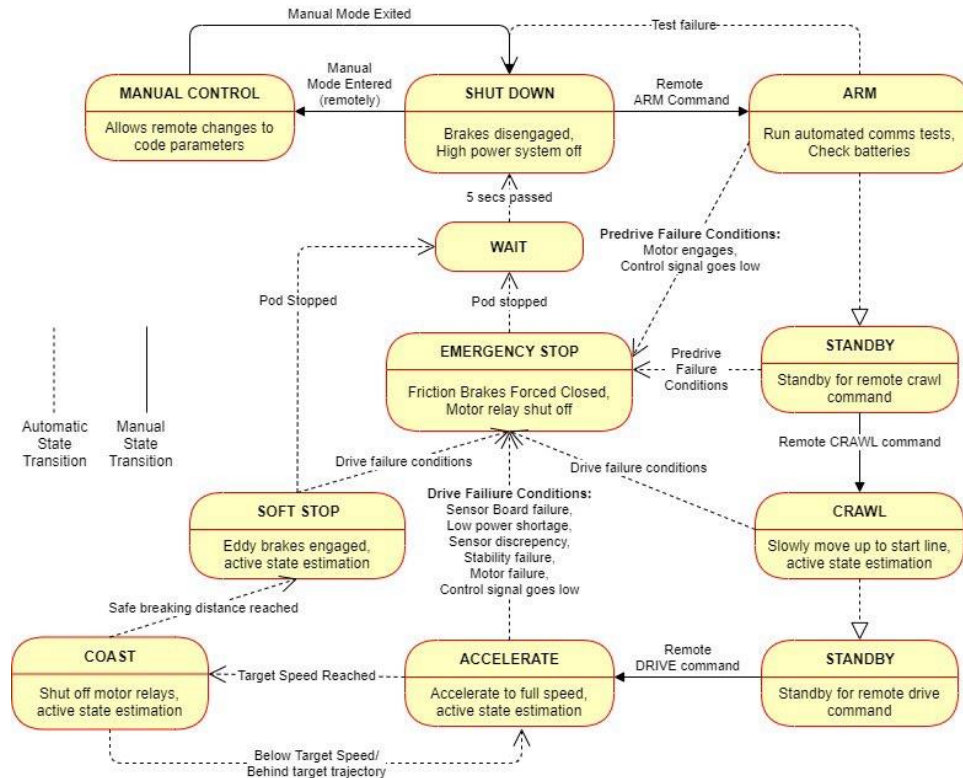 Manual Mode Exited
Test failure
MANUAL CONTROL
Allows remote changes to
code parameters
Manual
Mode Entered
(remotely)
SHUT DOWN
Brakes disengaged,
High power system off
Remote
ARM Command
ARM
Run automated comms tests,
Check batteries
5 secs passed
WAIT
Predrive Failure Conditions:
Motor engages,
Control signal goes low
Pod Stopped
Pod stopped
EMERGENCY STOP
Friction Brakes Forced Closed,
Motor relay shut off
Predrive
Failure
Conditions
STANDBY
Standby for remote crawl
command
Automatic
State
Transition
Manual
State
Transition
Remote CRAWL command
Drive failure conditions
Drive failure conditions
Drive Failiure Conditions:
Sensor Board failure,
Low power shortage,
Sensor discrepency,
Stability failure,
Motor failure,
Control signal goes low
SOFT STOP
Eddy brakes engaged,
active state estimation
CRAWL
Slowly move up to start line,
active state estimation
Safe breaking distance reached
COAST
Shut off motor relays,
active state estimation
Target Speed Reached
ACCELERATE
Accelerate to full speed,
active state estimation
Remote
DRIVE command
STANDBY
Standby for remote drive
command
Below Target Speed/
Behind target trajectory